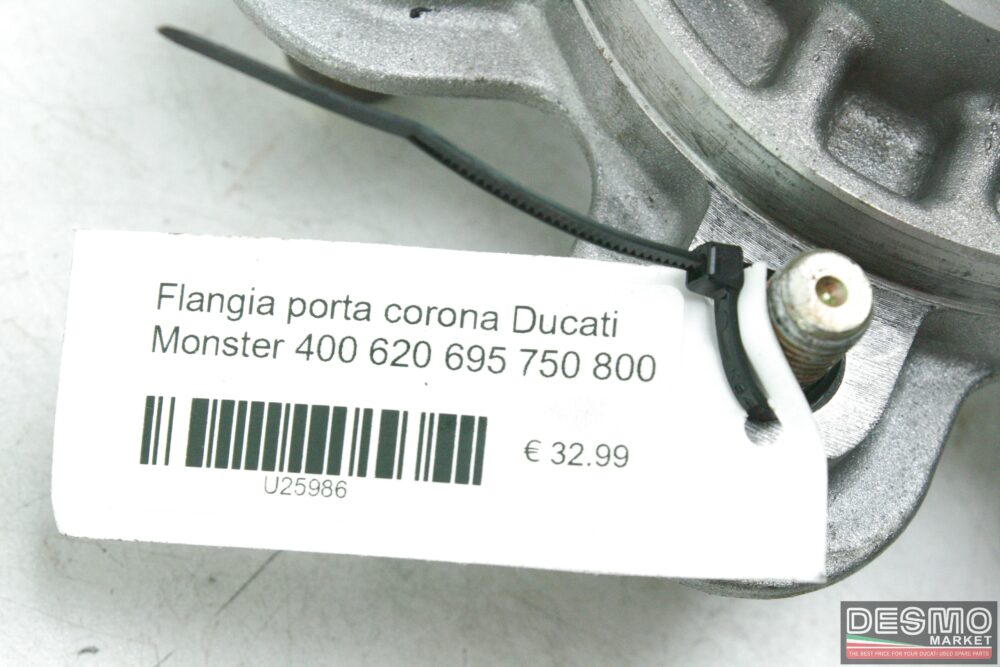 Flangia porta corona Ducati
Monster 400 620 695 750 800
€ 32.99
U25986
DESMO
MARKET
THE BEST PRICE FOR YOUR DUCATI USED SPARE PARTS